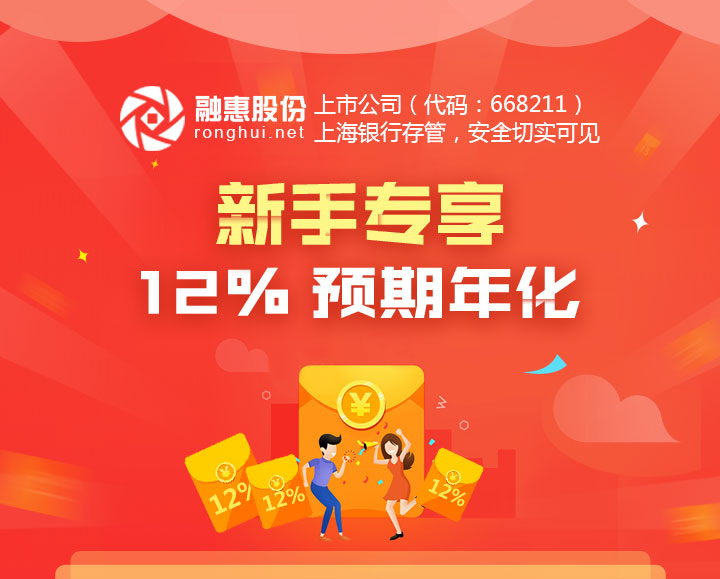 融惠股份
ronghui.net
上市公司（代码：668211）
上海银行存管，安全切实可见
新手专享
12% 预期年化
¥
¥
12%
¥
12%
¥
12%